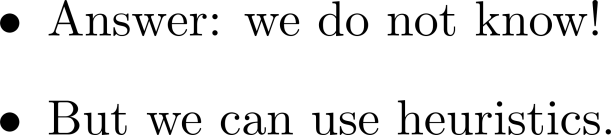 • Answer: we do not know!
• But we can use heuristics.